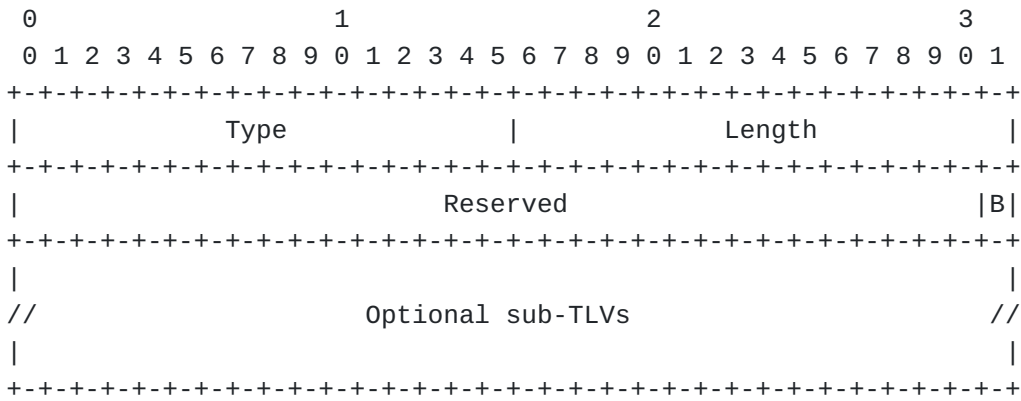 0                   1                   2                   3
 0 1 2 3 4 5 6 7 8 9 0 1 2 3 4 5 6 7 8 9 0 1 2 3 4 5 6 7 8 9 0 1
+-+-+-+-+-+-+-+-+-+-+-+-+-+-+-+-+-+-+-+-+-+-+-+-+-+-+-+-+-+-+-+-+
|             Type              |             Length            |
+-+-+-+-+-+-+-+-+-+-+-+-+-+-+-+-+-+-+-+-+-+-+-+-+-+-+-+-+-+-+-+-+
|                           Reserved                          |B|
+-+-+-+-+-+-+-+-+-+-+-+-+-+-+-+-+-+-+-+-+-+-+-+-+-+-+-+-+-+-+-+-+
|                                                               |
//                     Optional sub-TLVs                       //
|                                                               |
+-+-+-+-+-+-+-+-+-+-+-+-+-+-+-+-+-+-+-+-+-+-+-+-+-+-+-+-+-+-+-+-+